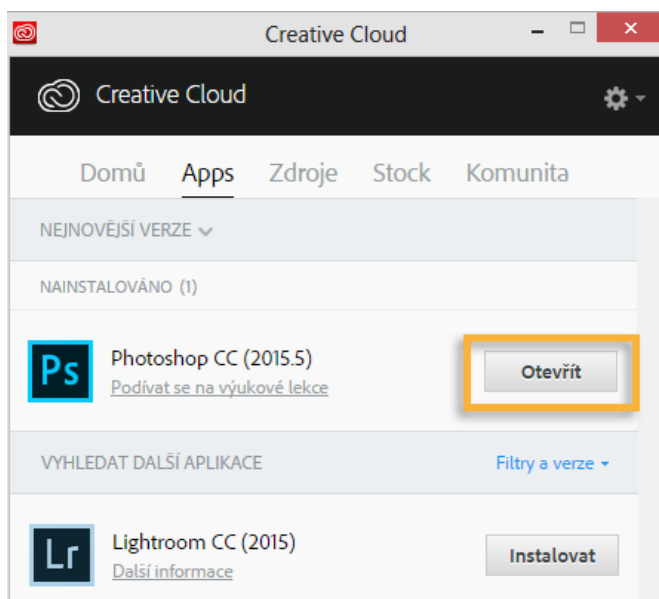 Creative Cloud
Creative Cloud
Domů Apps Zdroje Stock Komunita
NEJNOVĚJŠÍ VERZE
NAINSTALOVÁNO (1)
Ps Photoshop CC (2015.5) Otevřít
Podívat se na výukové lekce
VYHLEDAT DALŠÍ APLIKACE Filtry a verze
Lr Lightroom CC (2015) Instalovat
Další informace